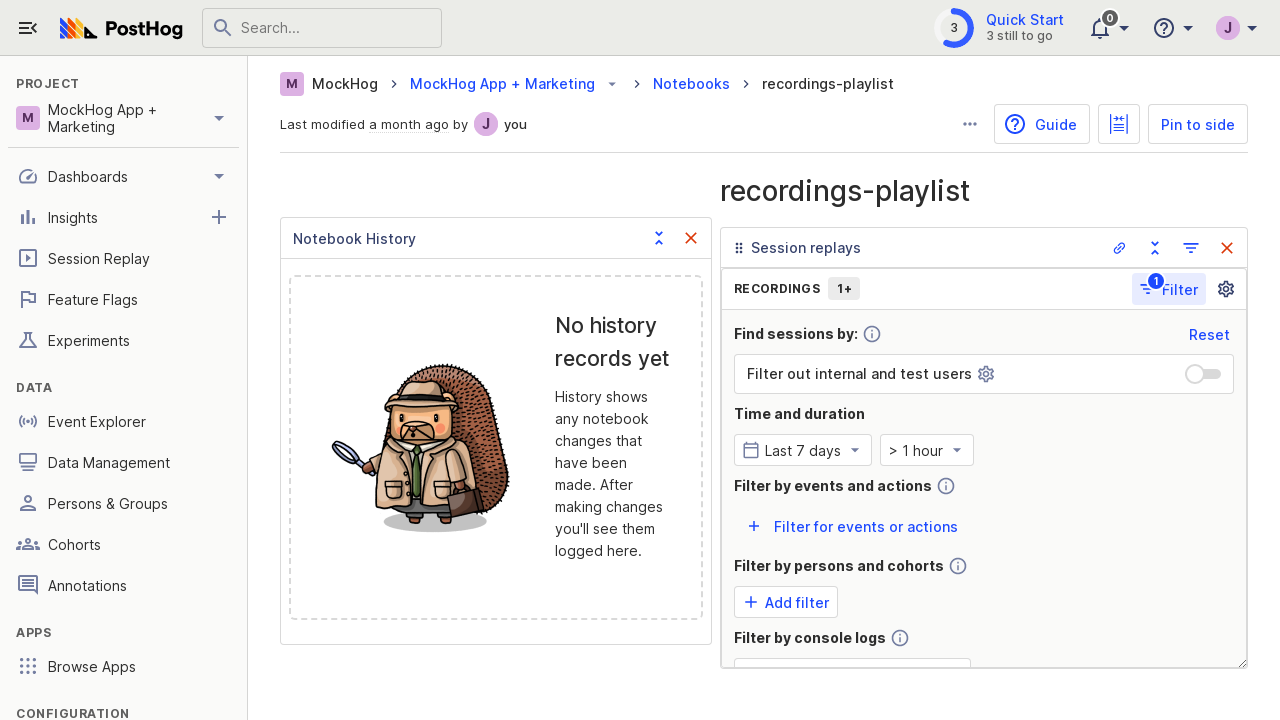 PostHog
Search...
3
Quick Start
3 still to go
0
J
PROJECT
M
MockHog App +
Marketing
Dashboards
Insights
Session Replay
Feature Flags
Experiments
DATA
Event Explorer
Data Management
Persons & Groups
Cohorts
Annotations
APPS
Browse Apps
CONFIGURATION
M MockHog > MockHog App + Marketing > Notebooks > recordings-playlist
Last modified a month ago by J you
Guide
Pin to side
recordings-playlist
Notebook History
No history
records yet
History shows
any notebook
changes that
have been
made. After
making changes
you'll see them
logged here.
Session replays
RECORDINGS 1+
1
Filter
Find sessions by:
Reset
Filter out internal and test users
Time and duration
Last 7 days
> 1 hour
Filter by events and actions
Filter for events or actions
Filter by persons and cohorts
Add filter
Filter by console logs